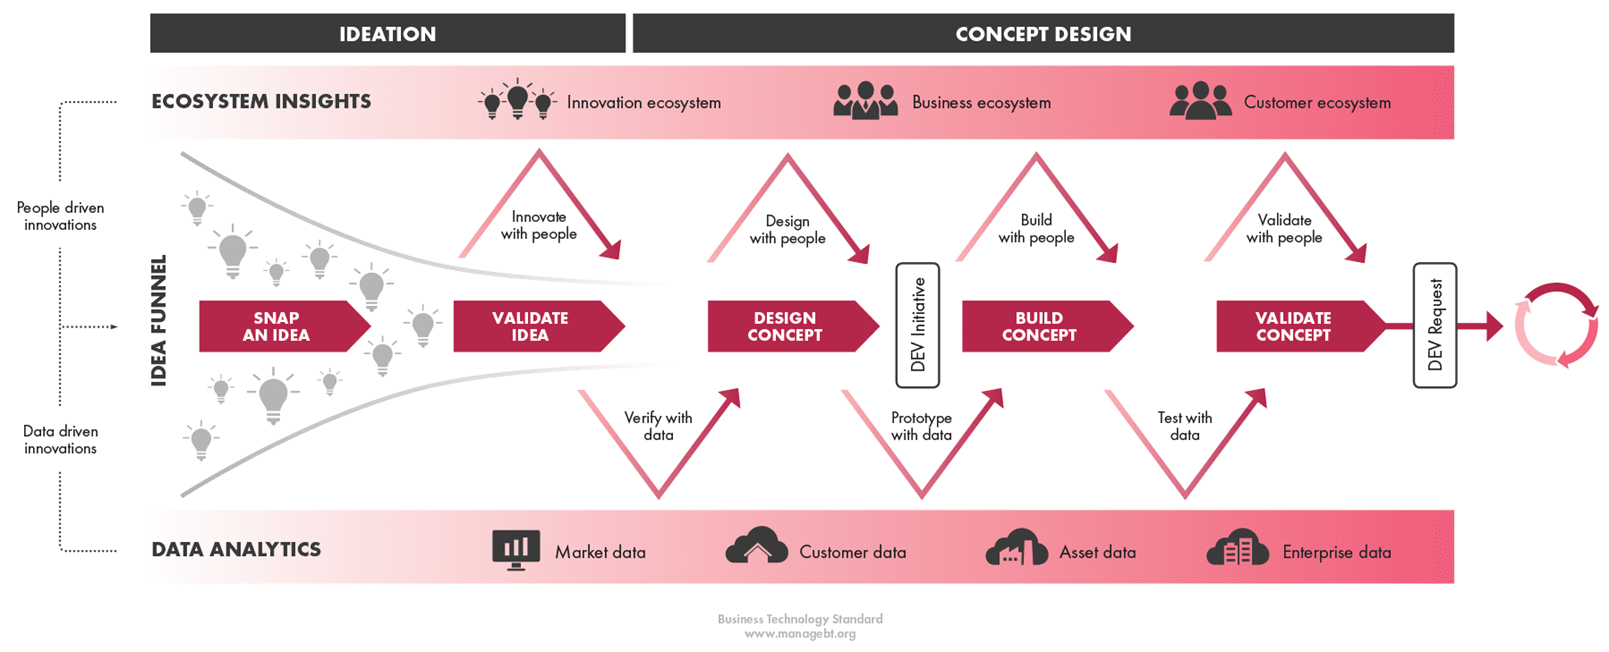 IDEATION
CONCEPT DESIGN
ECOSYSTEM INSIGHTS
Innovation ecosystem
Business ecosystem
Customer ecosystem
People driven
innovations
Data driven
innovations
IDEA FUNNEL
Innovate
with people
Design
with people
Build
with people
Validate
with people
SNAP
AN IDEA
VALIDATE
IDEA
DESIGN
CONCEPT
DEV Initiative
BUILD
CONCEPT
VALIDATE
CONCEPT
DEV Request
Verify with
data
Prototype
with data
Test with
data
DATA ANALYTICS
Market data
Customer data
Asset data
Enterprise data
Business Technology Standard
www.managebt.org